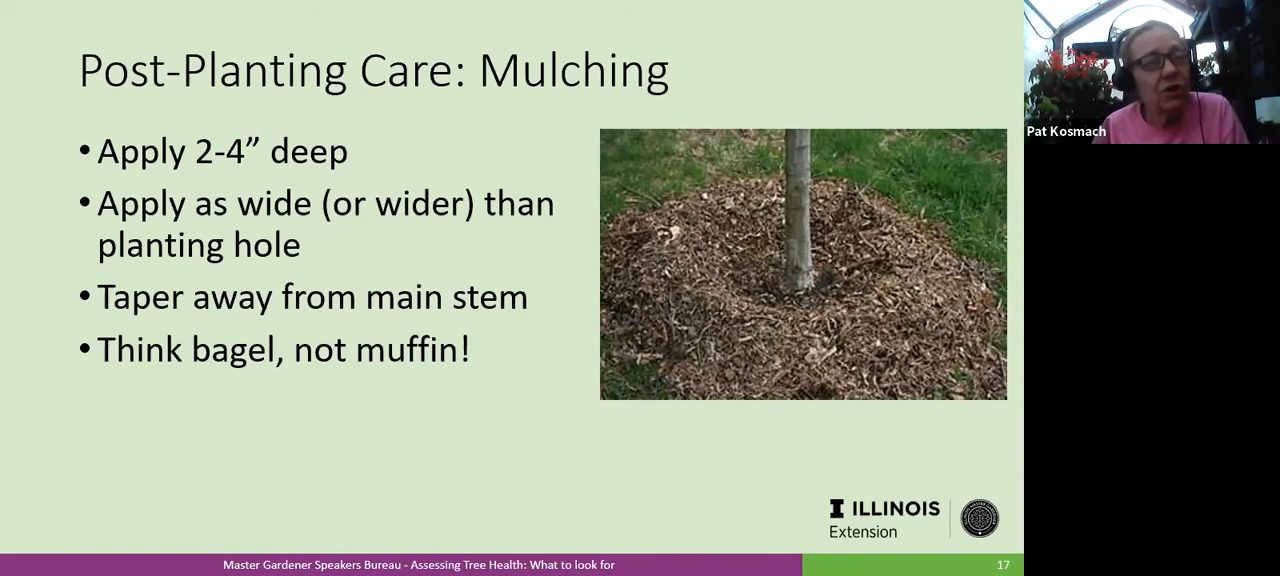 Post-Planting Care: Mulching
• Apply 2-4” deep
• Apply as wide (or wider) than
planting hole
• Taper away from main stem
• Think bagel, not muffin!
ILLINOIS
Extension
Master Gardener Speakers Bureau - Assessing Tree Health: What to look for
17
Pat Kosmach